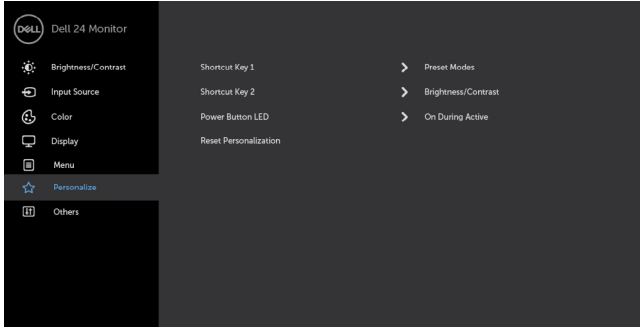 DELL Dell 24 Monitor
Brightness/Contrast Shortcut Key 1 Preset Modes
Input Source Shortcut Key 2 Brightness/Contrast
Color Power Button LED On During Active
Display Reset Personalization
Menu
Personalize
Others